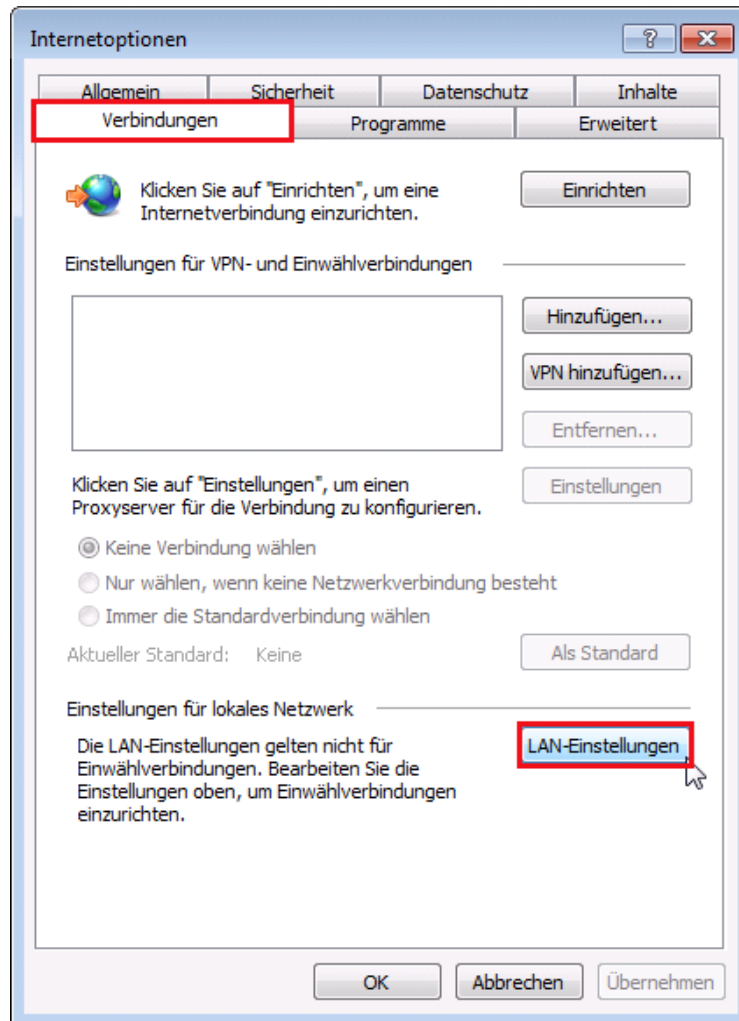 Internetoptionen
Allgemein Sicherheit Datenschutz Inhalte
Verbindungen Programme Erweitert
Klicken Sie auf "Einrichten", um eine
Internetverbindung einzurichten.
Einrichten
Einstellungen für VPN- und Einwählverbindungen
Hinzufügen...
VPN hinzufügen...
Entfernen...
Klicken Sie auf "Einstellungen", um einen
Proxyserver für die Verbindung zu konfigurieren.
Einstellungen
Keine Verbindung wählen
Nur wählen, wenn keine Netzwerkverbindung besteht
Immer die Standardverbindung wählen
Aktueller Standard: Keine
Als Standard
Einstellungen für lokales Netzwerk
Die LAN-Einstellungen gelten nicht für
Einwählverbindungen. Bearbeiten Sie die
Einstellungen oben, um Einwählverbindungen
einzurichten.
LAN-Einstellungen
OK Abbrechen Übernehmen